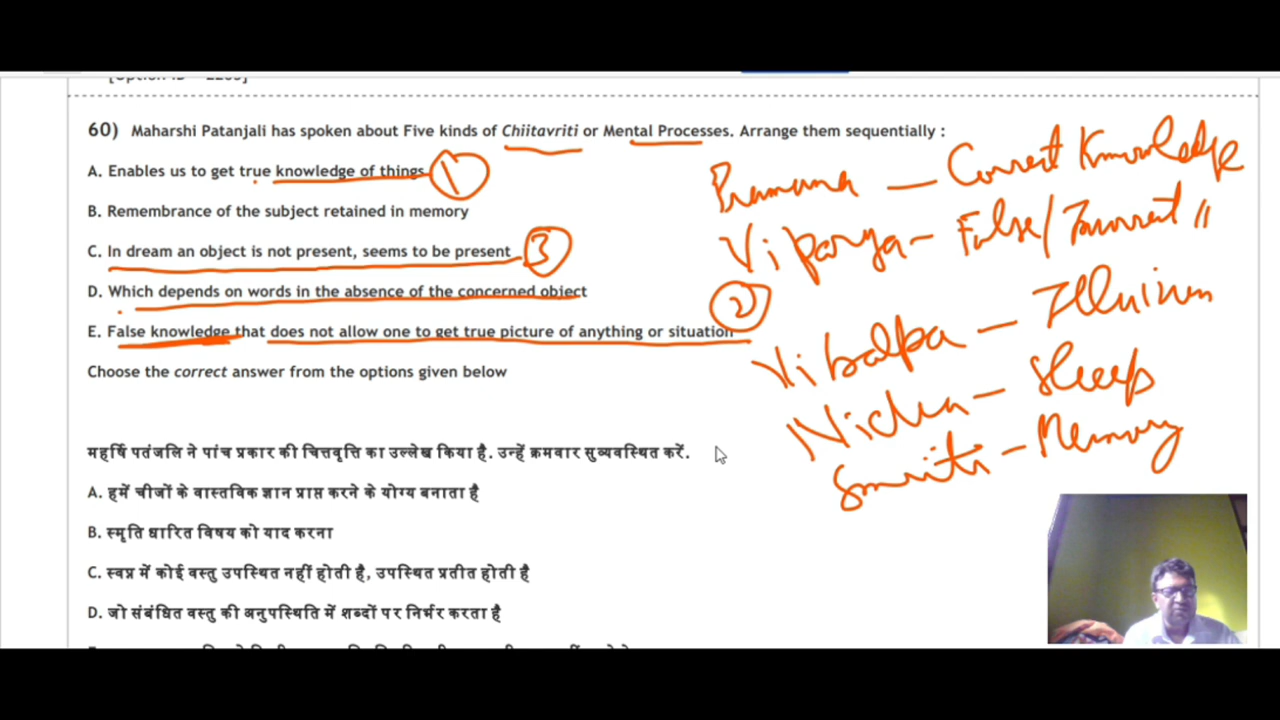 60) Maharshi Patanjali has spoken about Five kinds of Chiitavriti or Mental Processes. Arrange them sequentially :
A. Enables us to get true knowledge of things 1
B. Remembrance of the subject retained in memory
C. In dream an object is not present, seems to be present 3
D. Which depends on words in the absence of the concerned object
E. False knowledge that does not allow one to get true picture of anything or situation 2
Choose the correct answer from the options given below
Pramana — Correct Knowledge
Viparya - False/Incorrect "
Vikalpa —
Nidra — Sleep
Smriti - Memory
महर्षि पतंजलि ने पांच प्रकार की चित्तवृत्ति का उल्लेख किया है. उन्हें क्रमवार सुव्यवस्थित करें.
A. हमें चीजों के वास्तविक ज्ञान प्राप्त करने के योग्य बनाता है
B. स्मृति धारित विषय को याद करना
C. स्वप्न में कोई वस्तु उपस्थित नहीं होती है, उपस्थित प्रतीत होती है
D. जो संबंधित वस्तु की अनुपस्थिति में शब्दों पर निर्भर करता है